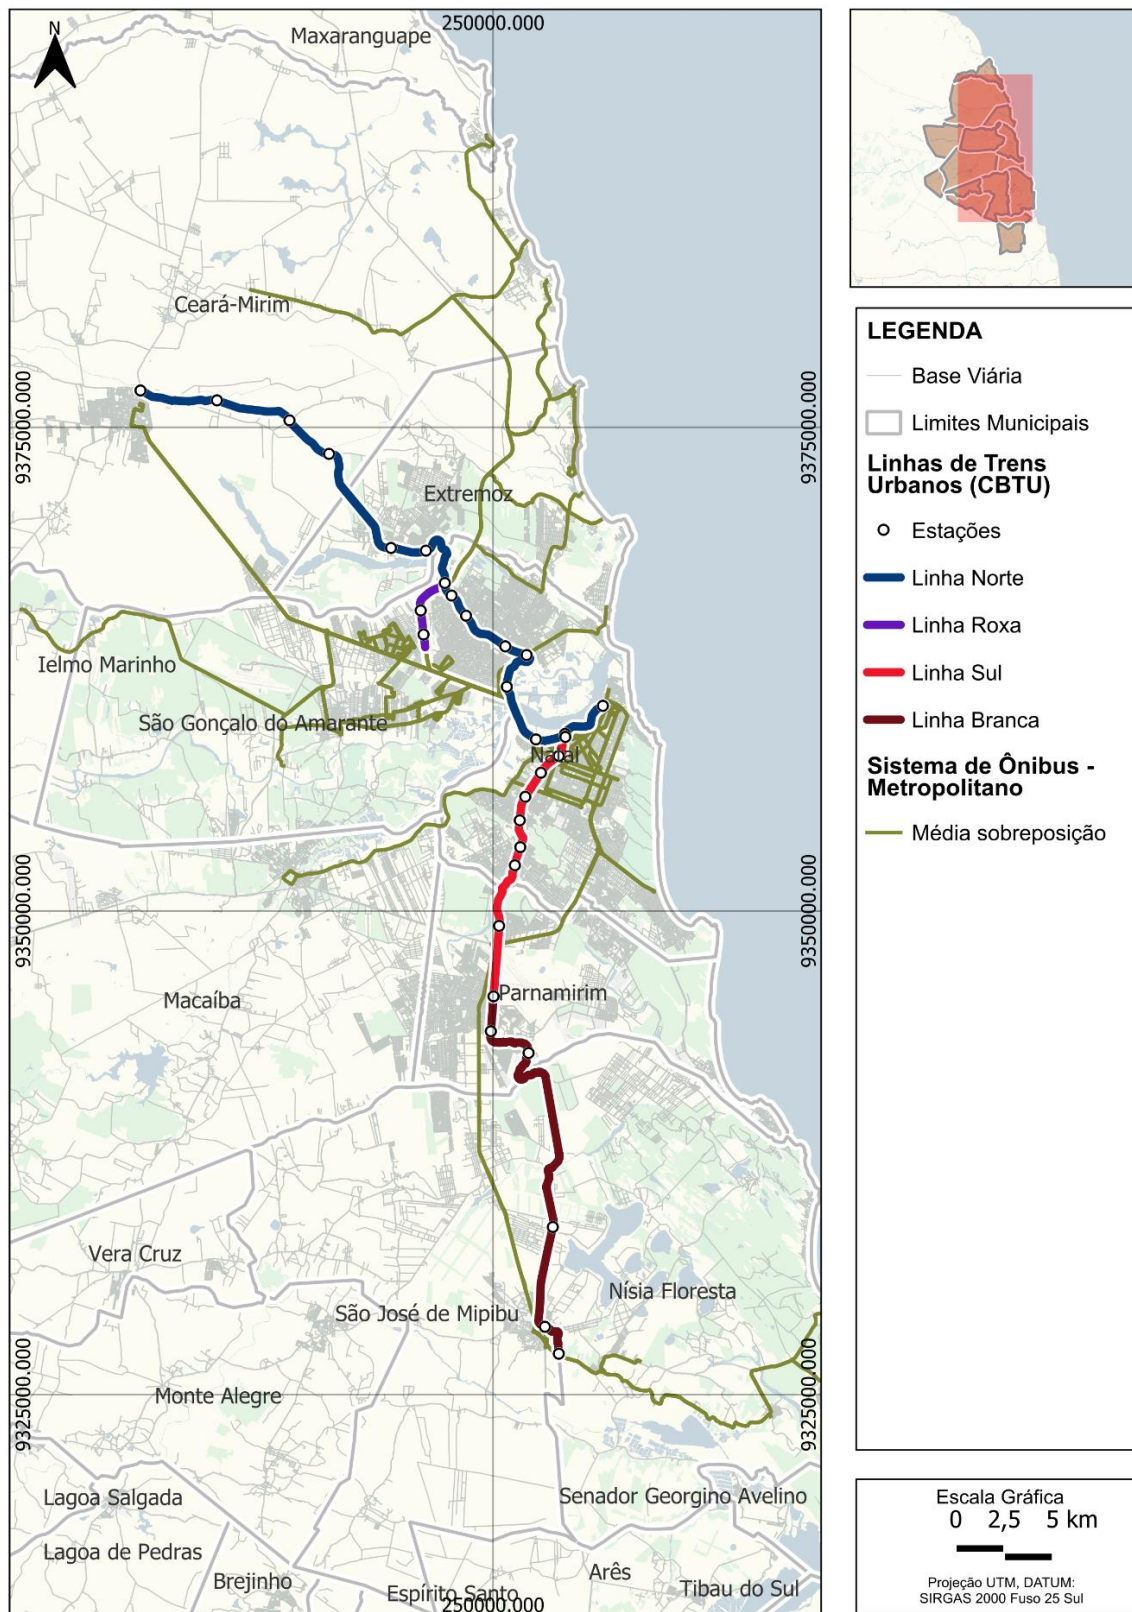 250000.000
N
Maxaranguape
Ceará-Mirim
9375000.000
9375000.000
Extremoz
Ielmo Marinho
São Gonçalo do Amarante
Natal
9350000.000
9350000.000
Macaíba
Parnamirim
Vera Cruz
Nísia Floresta
São José de Mipibu
9325000.000
9325000.000
Monte Alegre
Lagoa Salgada
Senador Georgino Avelino
Lagoa de Pedras
Brejinho
Arês
Espírito Santo
Tibau do Sul
250000.000
LEGENDA
Base Viária
Limites Municipais
Linhas de Trens
Urbanos (CBTU)
Estações
Linha Norte
Linha Roxa
Linha Sul
Linha Branca
Sistema de Ônibus -
Metropolitano
Média sobreposição
Escala Gráfica
0 2,5 5 km
Projeção UTM, DATUM:
SIRGAS 2000 Fuso 25 Sul